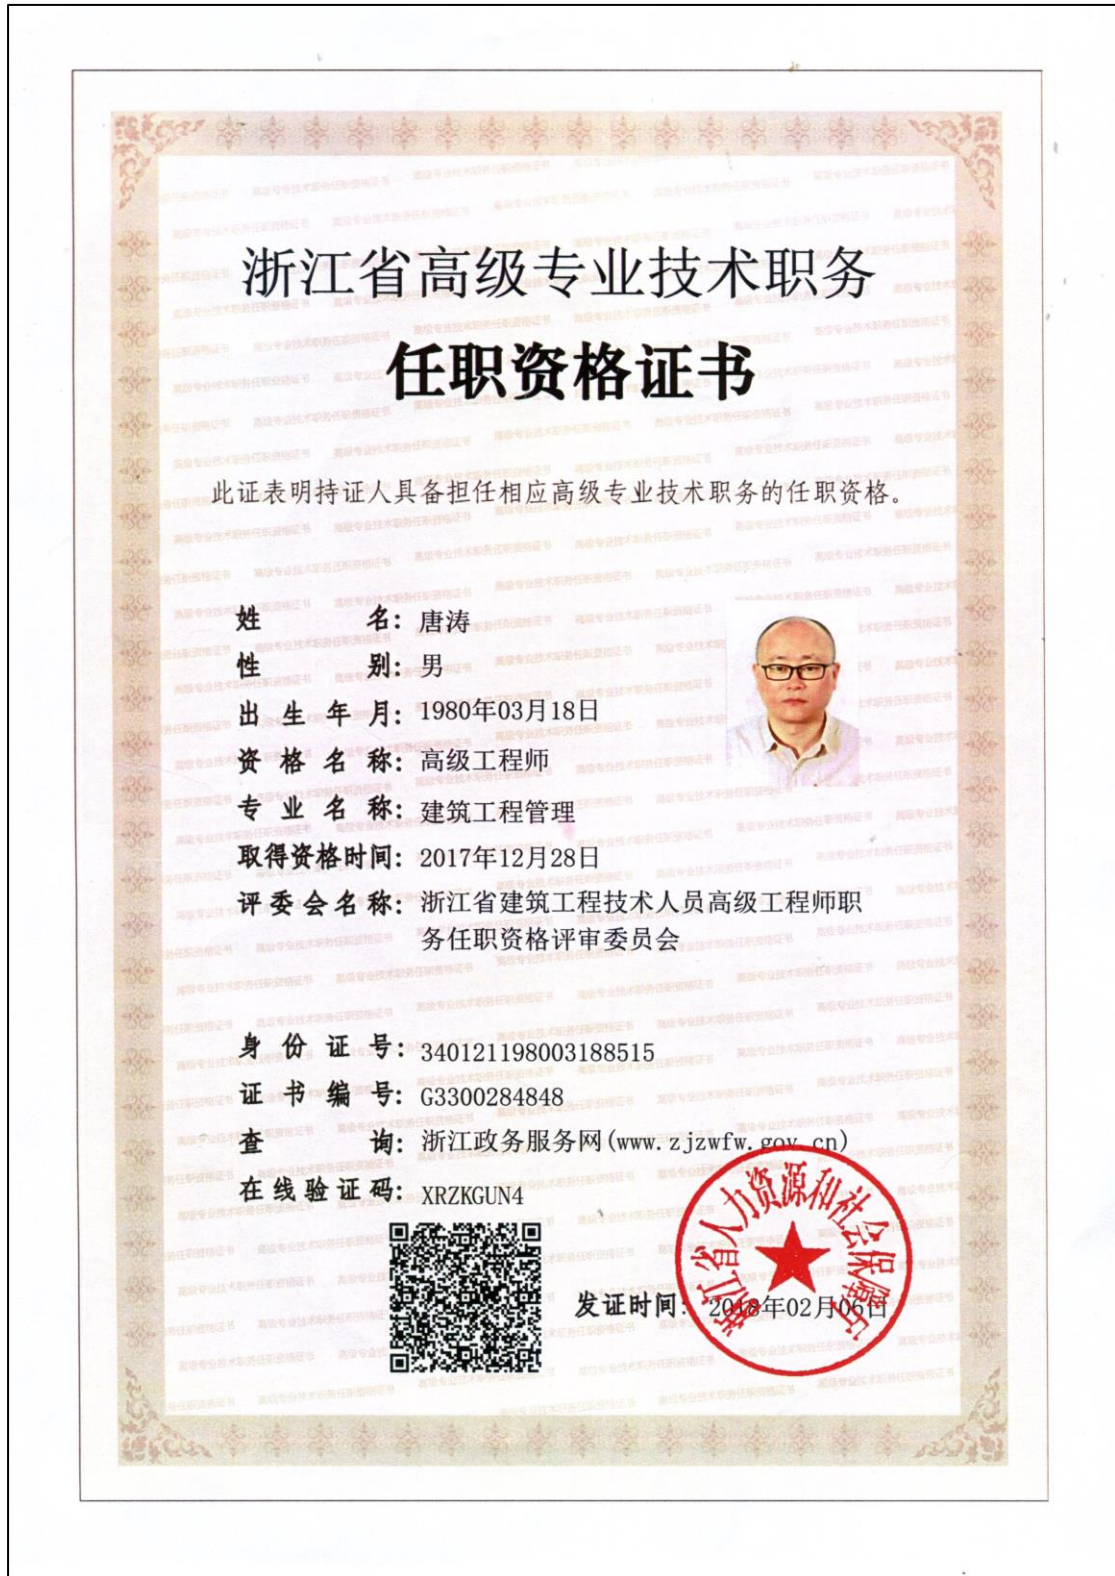 浙江省高级专业技术职务
任职资格证书
此证表明持证人具备担任相应高级专业技术职务的任职资格。
姓名：唐涛
性别：男
出生年月：1980年03月18日
资格名称：高级工程师
专业名称：建筑工程管理
取得资格时间：2017年12月28日
评委会名称：浙江省建筑工程技术人员高级工程师职
务任职资格评审委员会
身份证号：340121198003188515
证书编号：G3300284848
查询：浙江政务服务网(www.zjzwfw.gov.cn)
在线验证码：XRZKGUN4
浙江省人力资源和社会保障厅
发证时间：2018年02月06日